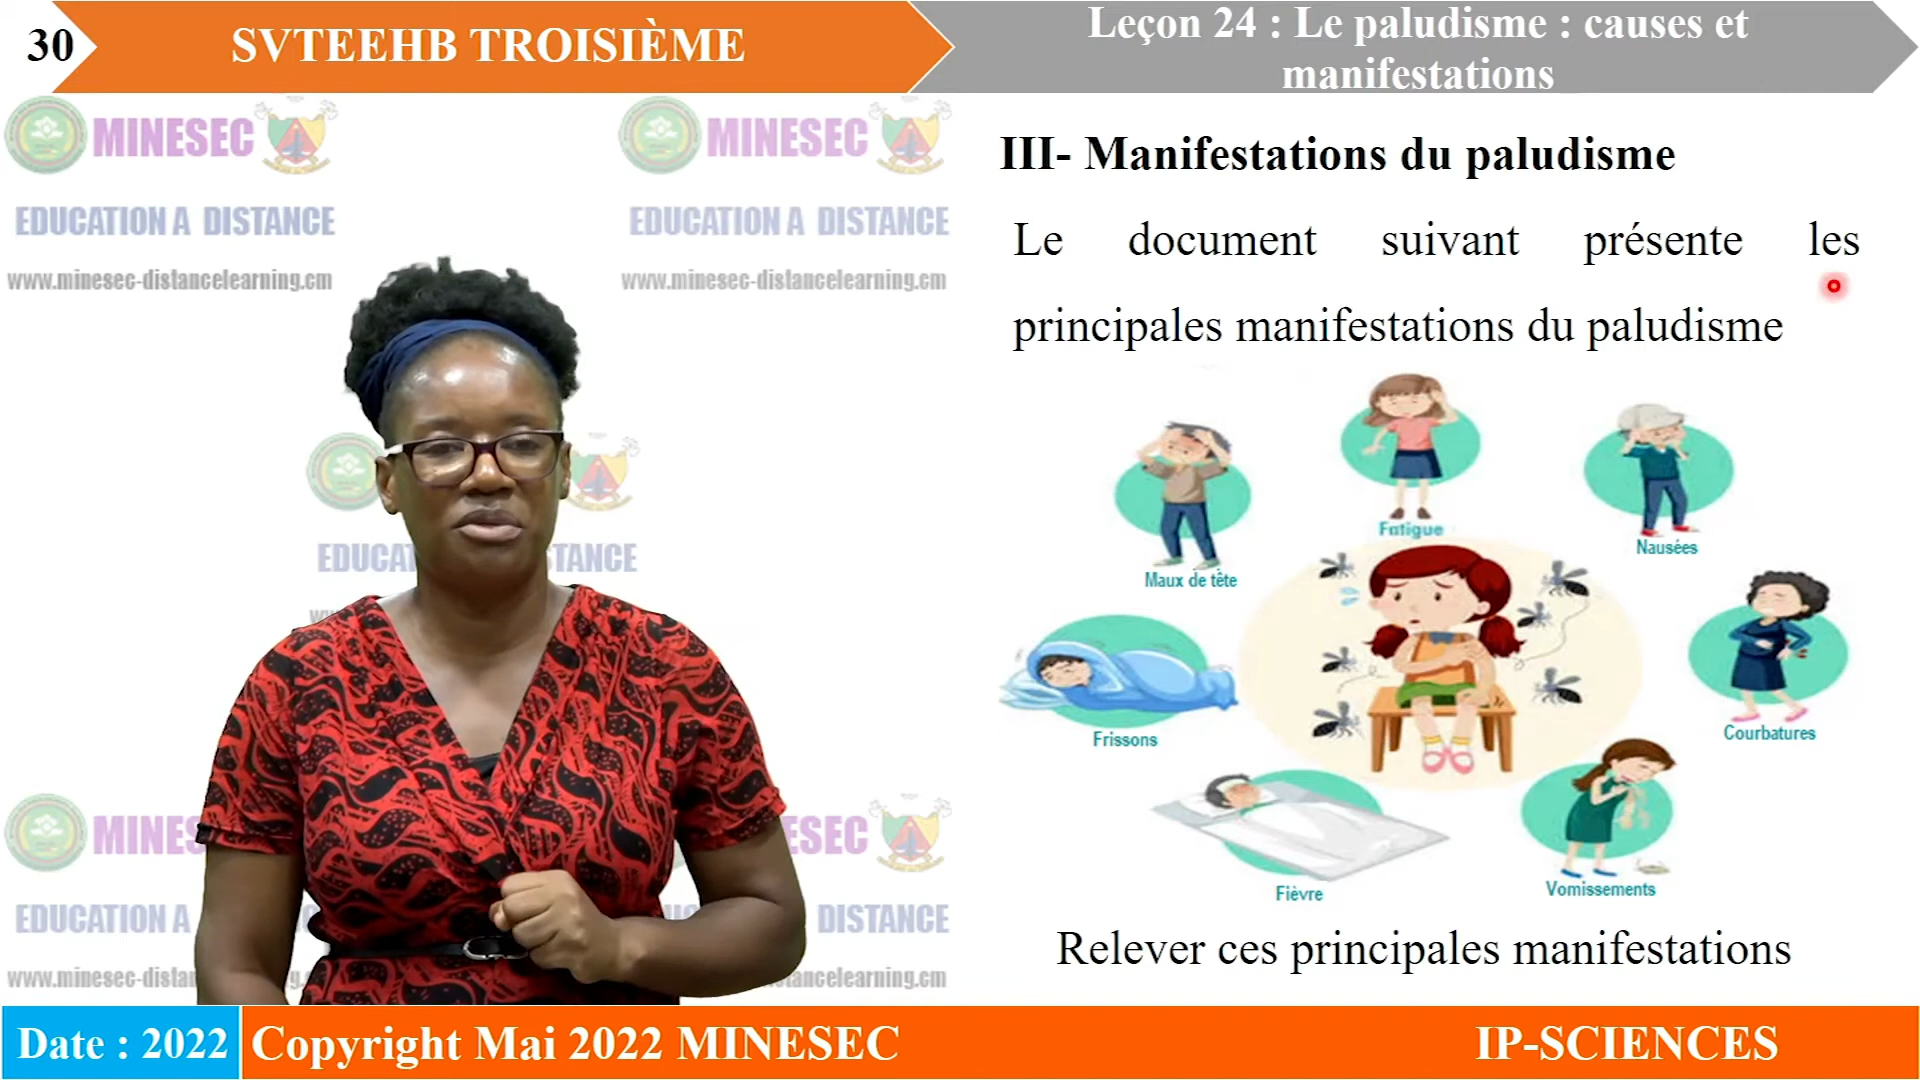 30
SVTEEHB TROISIÈME
Leçon 24 : Le paludisme : causes et
manifestations
MINESEC
EDUCATION A DISTANCE
www.minesec-distancelearning.cm
MINESEC
EDUCATION A DISTANCE
www.minesec-distancelearning.cm
III- Manifestations du paludisme
Le document suivant présente les
principales manifestations du paludisme
Fatigue
Nausées
Maux de tête
Frissons
Courbatures
Fièvre
Vomissements
Relever ces principales manifestations
Date : 2022
Copyright Mai 2022 MINESEC
IP-SCIENCES